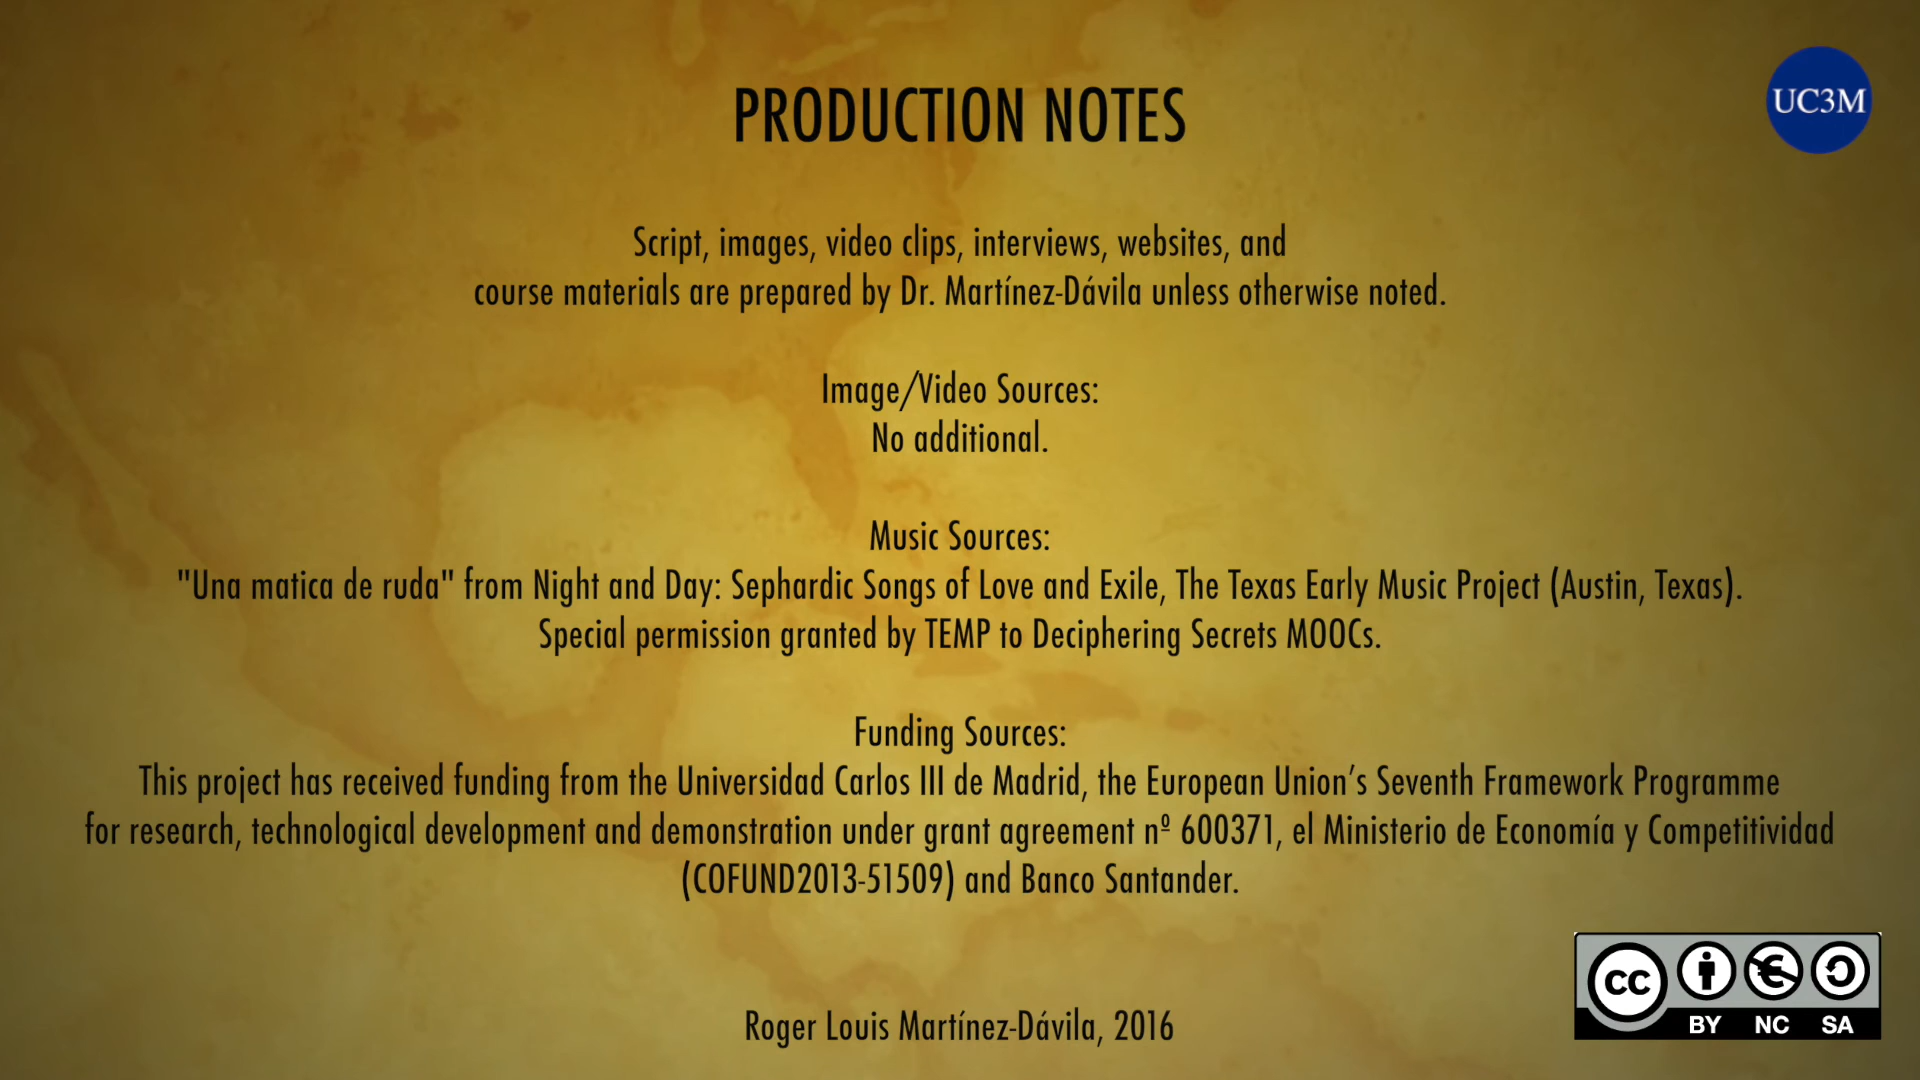 PRODUCTION NOTES
UC3M
Script, images, video clips, interviews, websites, and
course materials are prepared by Dr. Martínez-Dávila unless otherwise noted.
Image/Video Sources:
No additional.
Music Sources:
"Una matica de ruda" from Night and Day: Sephardic Songs of Love and Exile, The Texas Early Music Project (Austin, Texas).
Special permission granted by TEMP to Deciphering Secrets MOOCs.
Funding Sources:
This project has received funding from the Universidad Carlos III de Madrid, the European Union’s Seventh Framework Programme
for research, technological development and demonstration under grant agreement nº 600371, el Ministerio de Economía y Competitividad
(COFUND2013-51509) and Banco Santander.
Roger Louis Martínez-Dávila, 2016
cc
BY NC SA